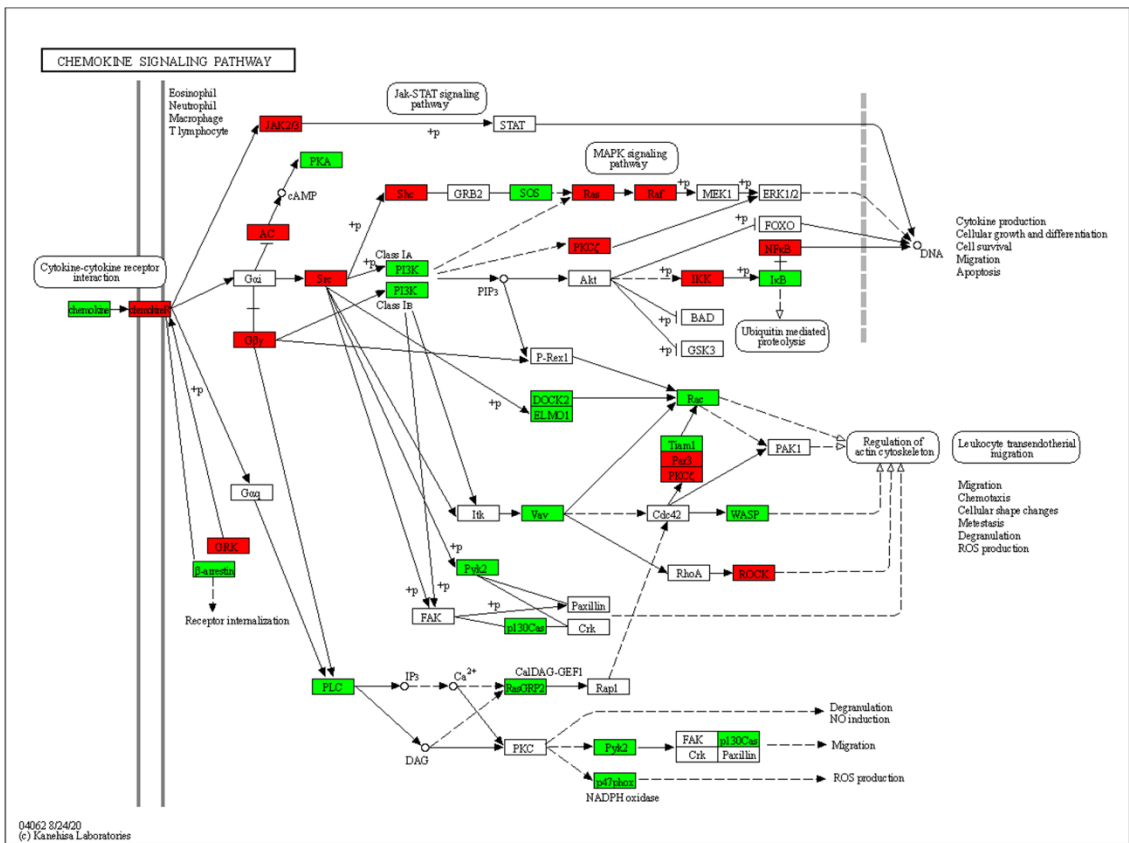 CHEMOKINE SIGNALING PATHWAY
Eosinophil
Neutrophil
Macrophage
T lymphocyte
Jak-STAT signaling
pathway
JAK2/3
+p
STAT
PKA
cAMP
MAPK signaling
pathway
Shc
GRB2
SOS
Ras
Raf
+p
MEK1
+p
ERK1/2
+p
AC
PKCζ
+p
FOXO
NFκB
DNA
Cytokine production
Cellular growth and differentiation
Cell survival
Migration
Apoptosis
Cytokine-cytokine receptor
interaction
Class IA
Gαi
Src
+p
PI3K
PI3K
Class IB
PIP3
Akt
+p
IKK
+p
IκB
chemokine
chemokineR
Gβγ
+p
BAD
+p
GSK3
Ubiquitin mediated
proteolysis
P-Rex1
+p
+p
DOCK2
ELMO1
Rac
Tiam1
Par3
PKCζ
PAK1
Regulation of
actin cytoskeleton
Leukocyte transendotherial
migration
Gαq
Itk
Vav
Cdc42
WASP
Migration
Chemotaxis
Cellular shape changes
Metastasis
Degranulation
ROS production
GRK
β-arrestin
+p
Pyk2
RhoA
ROCK
+p
+p
+p
FAK
Paxillin
p130Cas
Crk
Receptor internalization
PLC
IP3
Ca2+
CalDAG-GEF1
RasGRP2
Rap1
DAG
PKC
Degranulation
NO induction
Pyk2
FAK
p130Cas
Crk
Paxillin
Migration
p47phox
ROS production
NADPH oxidase
04062 8/24/20
(c) Kanehisa Laboratories